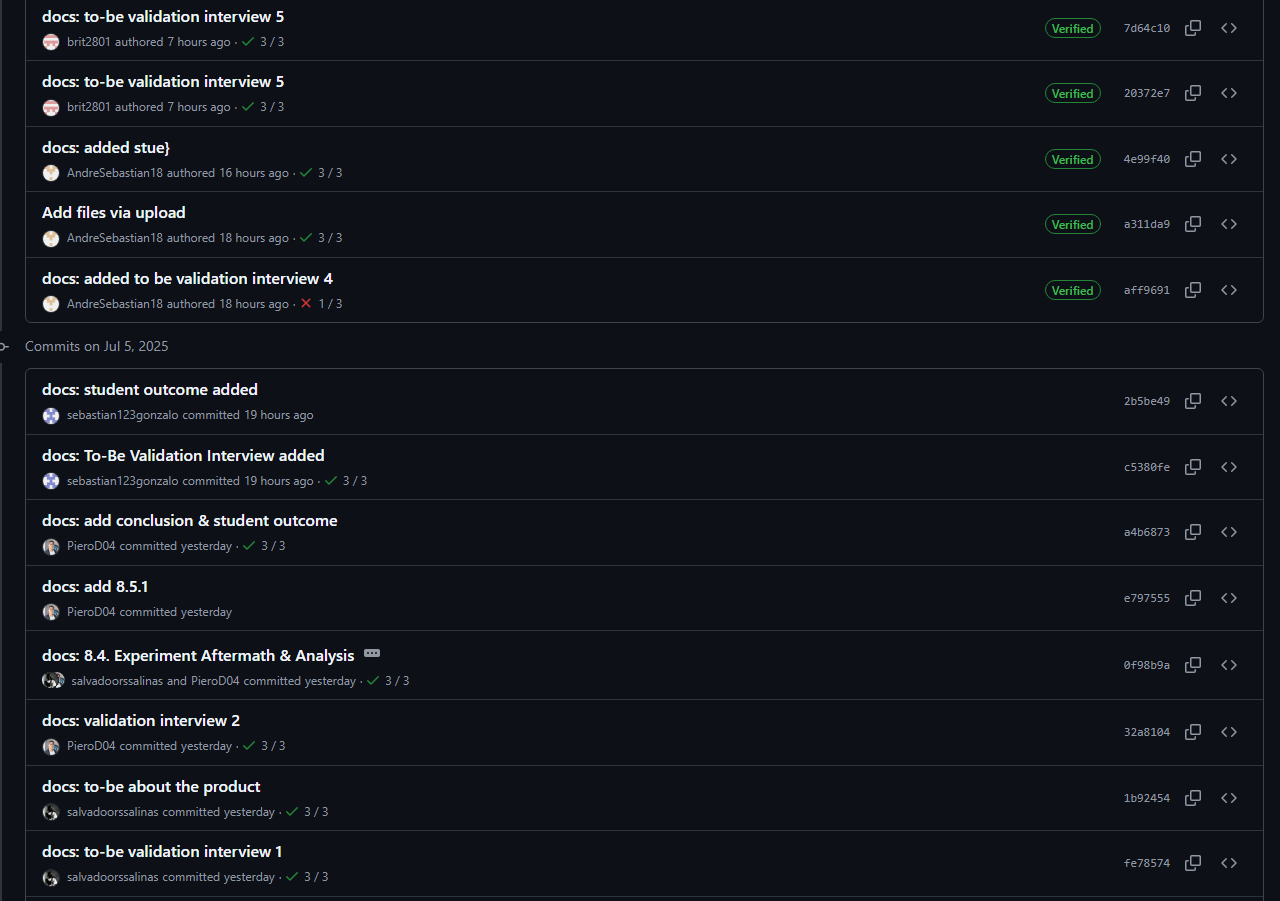 docs: to-be validation interview 5
brit2801 authored 7 hours ago · 3 / 3
Verified
7d64c10
docs: to-be validation interview 5
brit2801 authored 7 hours ago · 3 / 3
Verified
20372e7
docs: added stue}
AndreSebastian18 authored 16 hours ago · 3 / 3
Verified
4e99f40
Add files via upload
AndreSebastian18 authored 18 hours ago · 3 / 3
Verified
a311da9
docs: added to be validation interview 4
AndreSebastian18 authored 18 hours ago · 1 / 3
Verified
aff9691
Commits on Jul 5, 2025
docs: student outcome added
sebastian123gonzalo committed 19 hours ago
2b5be49
docs: To-Be Validation Interview added
sebastian123gonzalo committed 19 hours ago · 3 / 3
c5380fe
docs: add conclusion & student outcome
PieroD04 committed yesterday · 3 / 3
a4b6873
docs: add 8.5.1
PieroD04 committed yesterday
e797555
docs: 8.4. Experiment Aftermath & Analysis
salvadoorssalinas and PieroD04 committed yesterday · 3 / 3
0f98b9a
docs: validation interview 2
PieroD04 committed yesterday · 3 / 3
32a8104
docs: to-be about the product
salvadoorssalinas committed yesterday · 3 / 3
1b92454
docs: to-be validation interview 1
salvadoorssalinas committed yesterday · 3 / 3
fe78574